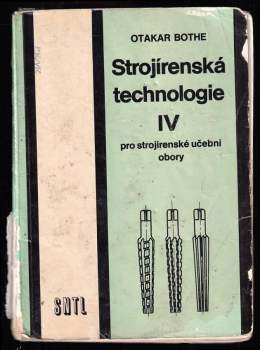 OTAKAR BOTHE
Strojírenská
technologie
IV
pro strojírenské učební
obory
SNTL